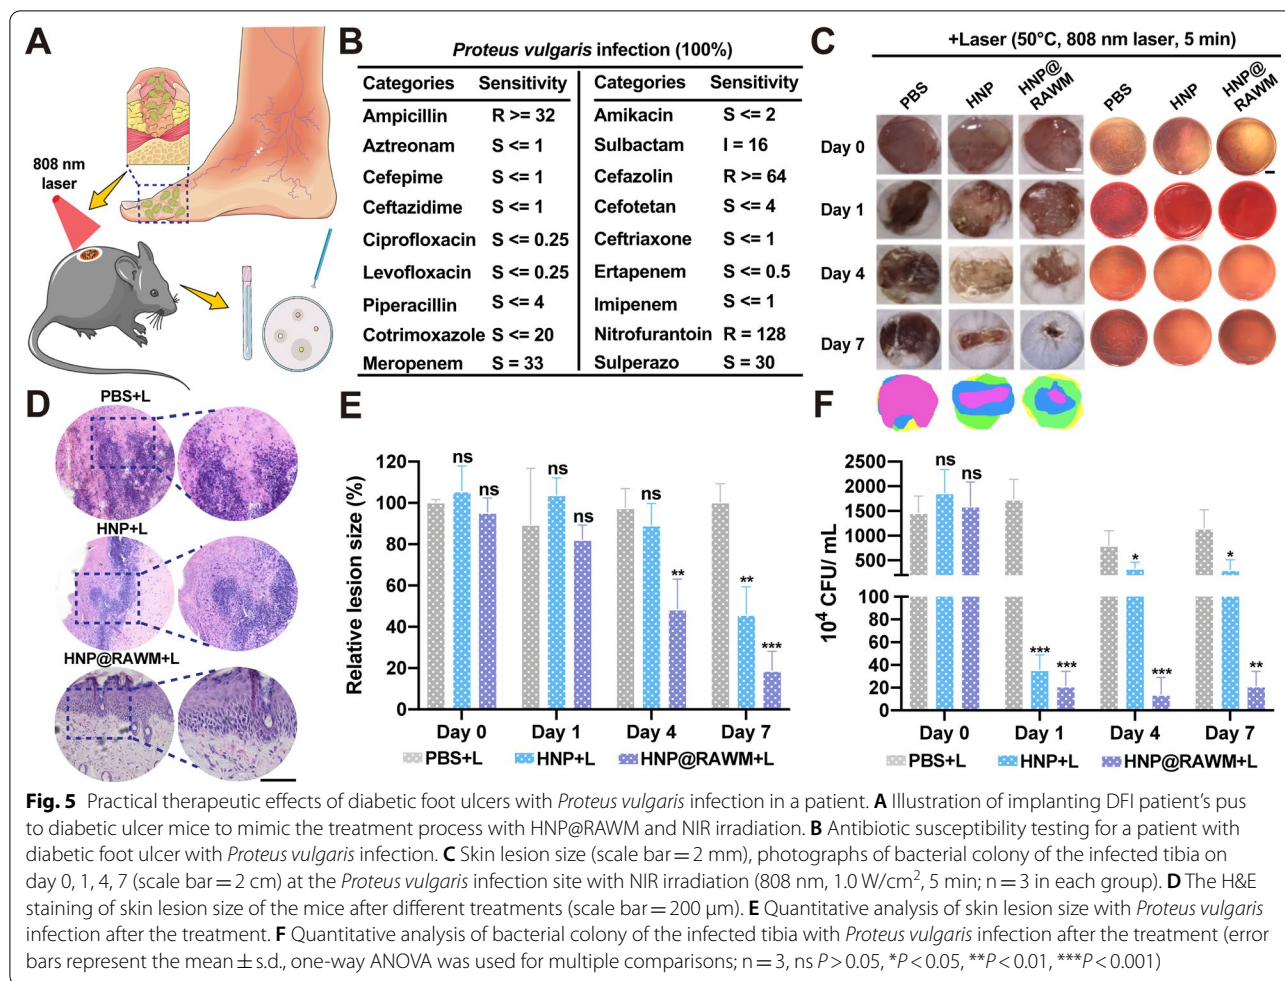 A
808 nm
laser
B
Proteus vulgaris infection (100%)
Categories Sensitivity Categories Sensitivity
Ampicillin R >= 32 Amikacin S <= 2
Aztreonam S <= 1 Sulbactam I = 16
Cefepime S <= 1 Cefazolin R >= 64
Ceftazidime S <= 1 Cefotetan S <= 4
Ciprofloxacin S <= 0.25 Ceftriaxone S <= 1
Levofloxacin S <= 0.25 Ertapenem S <= 0.5
Piperacillin S <= 4 Imipenem S <= 1
Cotrimoxazole S <= 20 Nitrofurantoin R = 128
Meropenem S = 33 Sulperazo S = 30
C
+Laser (50°C, 808 nm laser, 5 min)
PBS HNP HNP@RAWM PBS HNP HNP@RAWM
Day 0
Day 1
Day 4
Day 7
D
PBS+L
HNP+L
HNP@RAWM+L
E
Relative lesion size (%)
120
100
80
60
40
20
0
ns ns ns ns ns ** ** ***
Day 0 Day 1 Day 4 Day 7
PBS+L HNP+L HNP@RAWM+L
F
10⁴ CFU/ mL
2500
2000
1500
1000
500
100
80
60
40
20
0
ns ns *** *** * *** * **
Day 0 Day 1 Day 4 Day 7
PBS+L HNP+L HNP@RAWM+L
Fig. 5 Practical therapeutic effects of diabetic foot ulcers with Proteus vulgaris infection in a patient. A Illustration of implanting DFI patient's pus
to diabetic ulcer mice to mimic the treatment process with HNP@RAWM and NIR irradiation. B Antibiotic susceptibility testing for a patient with
diabetic foot ulcer with Proteus vulgaris infection. C Skin lesion size (scale bar = 2 mm), photographs of bacterial colony of the infected tibia on
day 0, 1, 4, 7 (scale bar = 2 cm) at the Proteus vulgaris infection site with NIR irradiation (808 nm, 1.0 W/cm², 5 min; n = 3 in each group). D The H&E
staining of skin lesion size of the mice after different treatments (scale bar = 200 μm). E Quantitative analysis of skin lesion size with Proteus vulgaris
infection after the treatment. F Quantitative analysis of bacterial colony of the infected tibia with Proteus vulgaris infection after the treatment (error
bars represent the mean ± s.d., one-way ANOVA was used for multiple comparisons; n = 3, ns P > 0.05, *P < 0.05, **P < 0.01, ***P < 0.001)